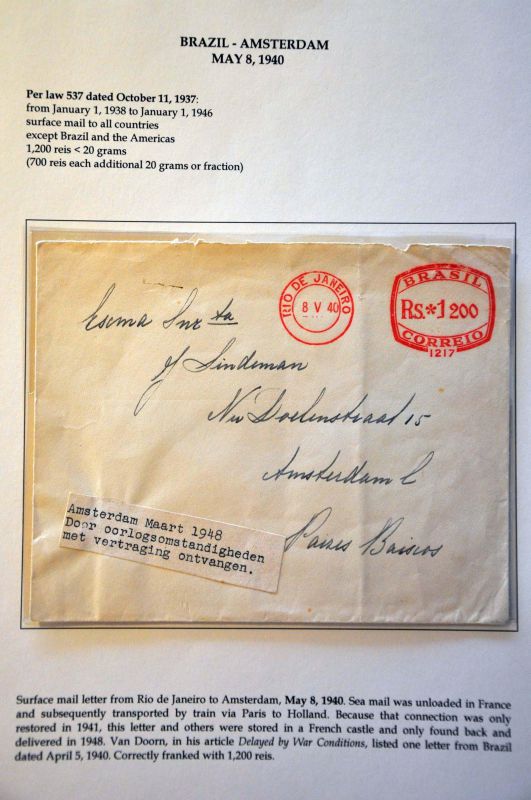 BRAZIL - AMSTERDAM
MAY 8, 1940
Per law 537 dated October 11, 1937:
from January 1, 1938 to January 1, 1946
surface mail to all countries
except Brazil and the Americas
1,200 reis < 20 grams
(700 reis each additional 20 grams or fraction)
RIO DE JANEIRO
8 V 40
BRASIL
RS.*1 200
CORREIO
1217
Exma Snr ta
Lindeman
Nw Doelenstraat 15
Amsterdam C
Paizes Baixos
Amsterdam Maart 1948
Door oorlogsomstandigheden
met vertraging ontvangen.
Surface mail letter from Rio de Janeiro to Amsterdam, May 8, 1940. Sea mail was unloaded in France
and subsequently transported by train via Paris to Holland. Because that connection was only
restored in 1941, this letter and others were stored in a French castle and only found back and
delivered in 1948. Van Doorn, in his article Delayed by War Conditions, listed one letter from Brazil
dated April 5, 1940. Correctly franked with 1,200 reis.